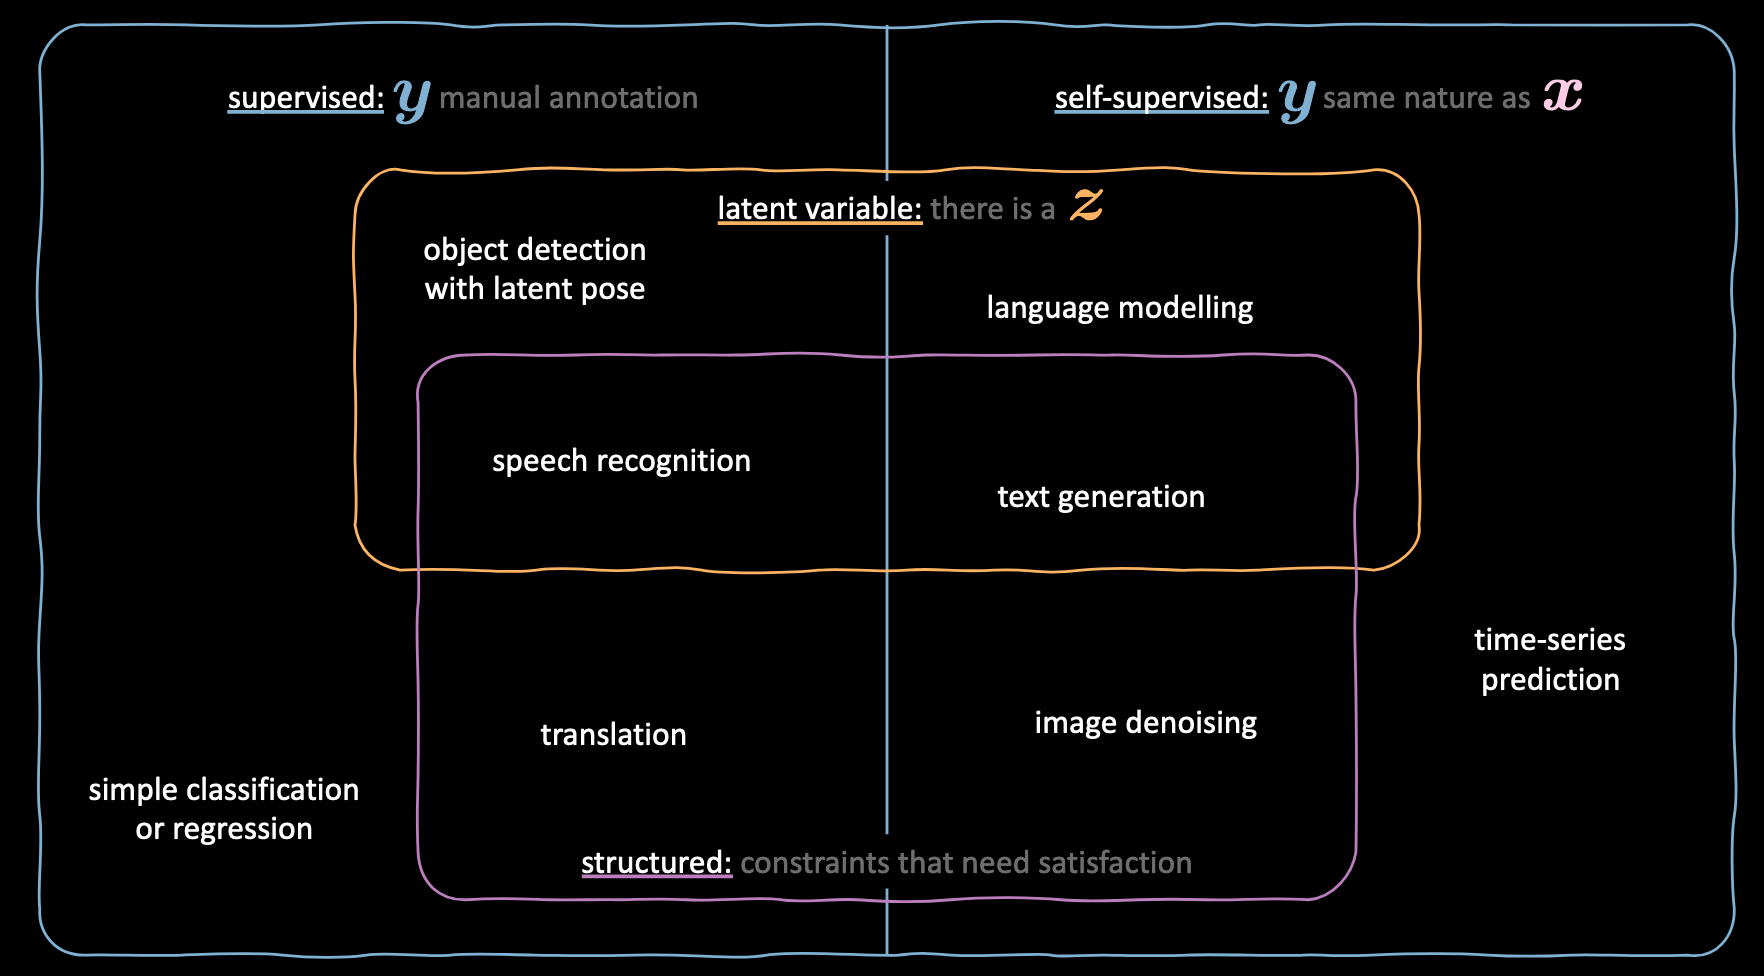 supervised: y manual annotation
self-supervised: y same nature as x
latent variable: there is a z
object detection
with latent pose
language modelling
speech recognition
text generation
time-series
prediction
translation
image denoising
simple classification
or regression
structured: constraints that need satisfaction